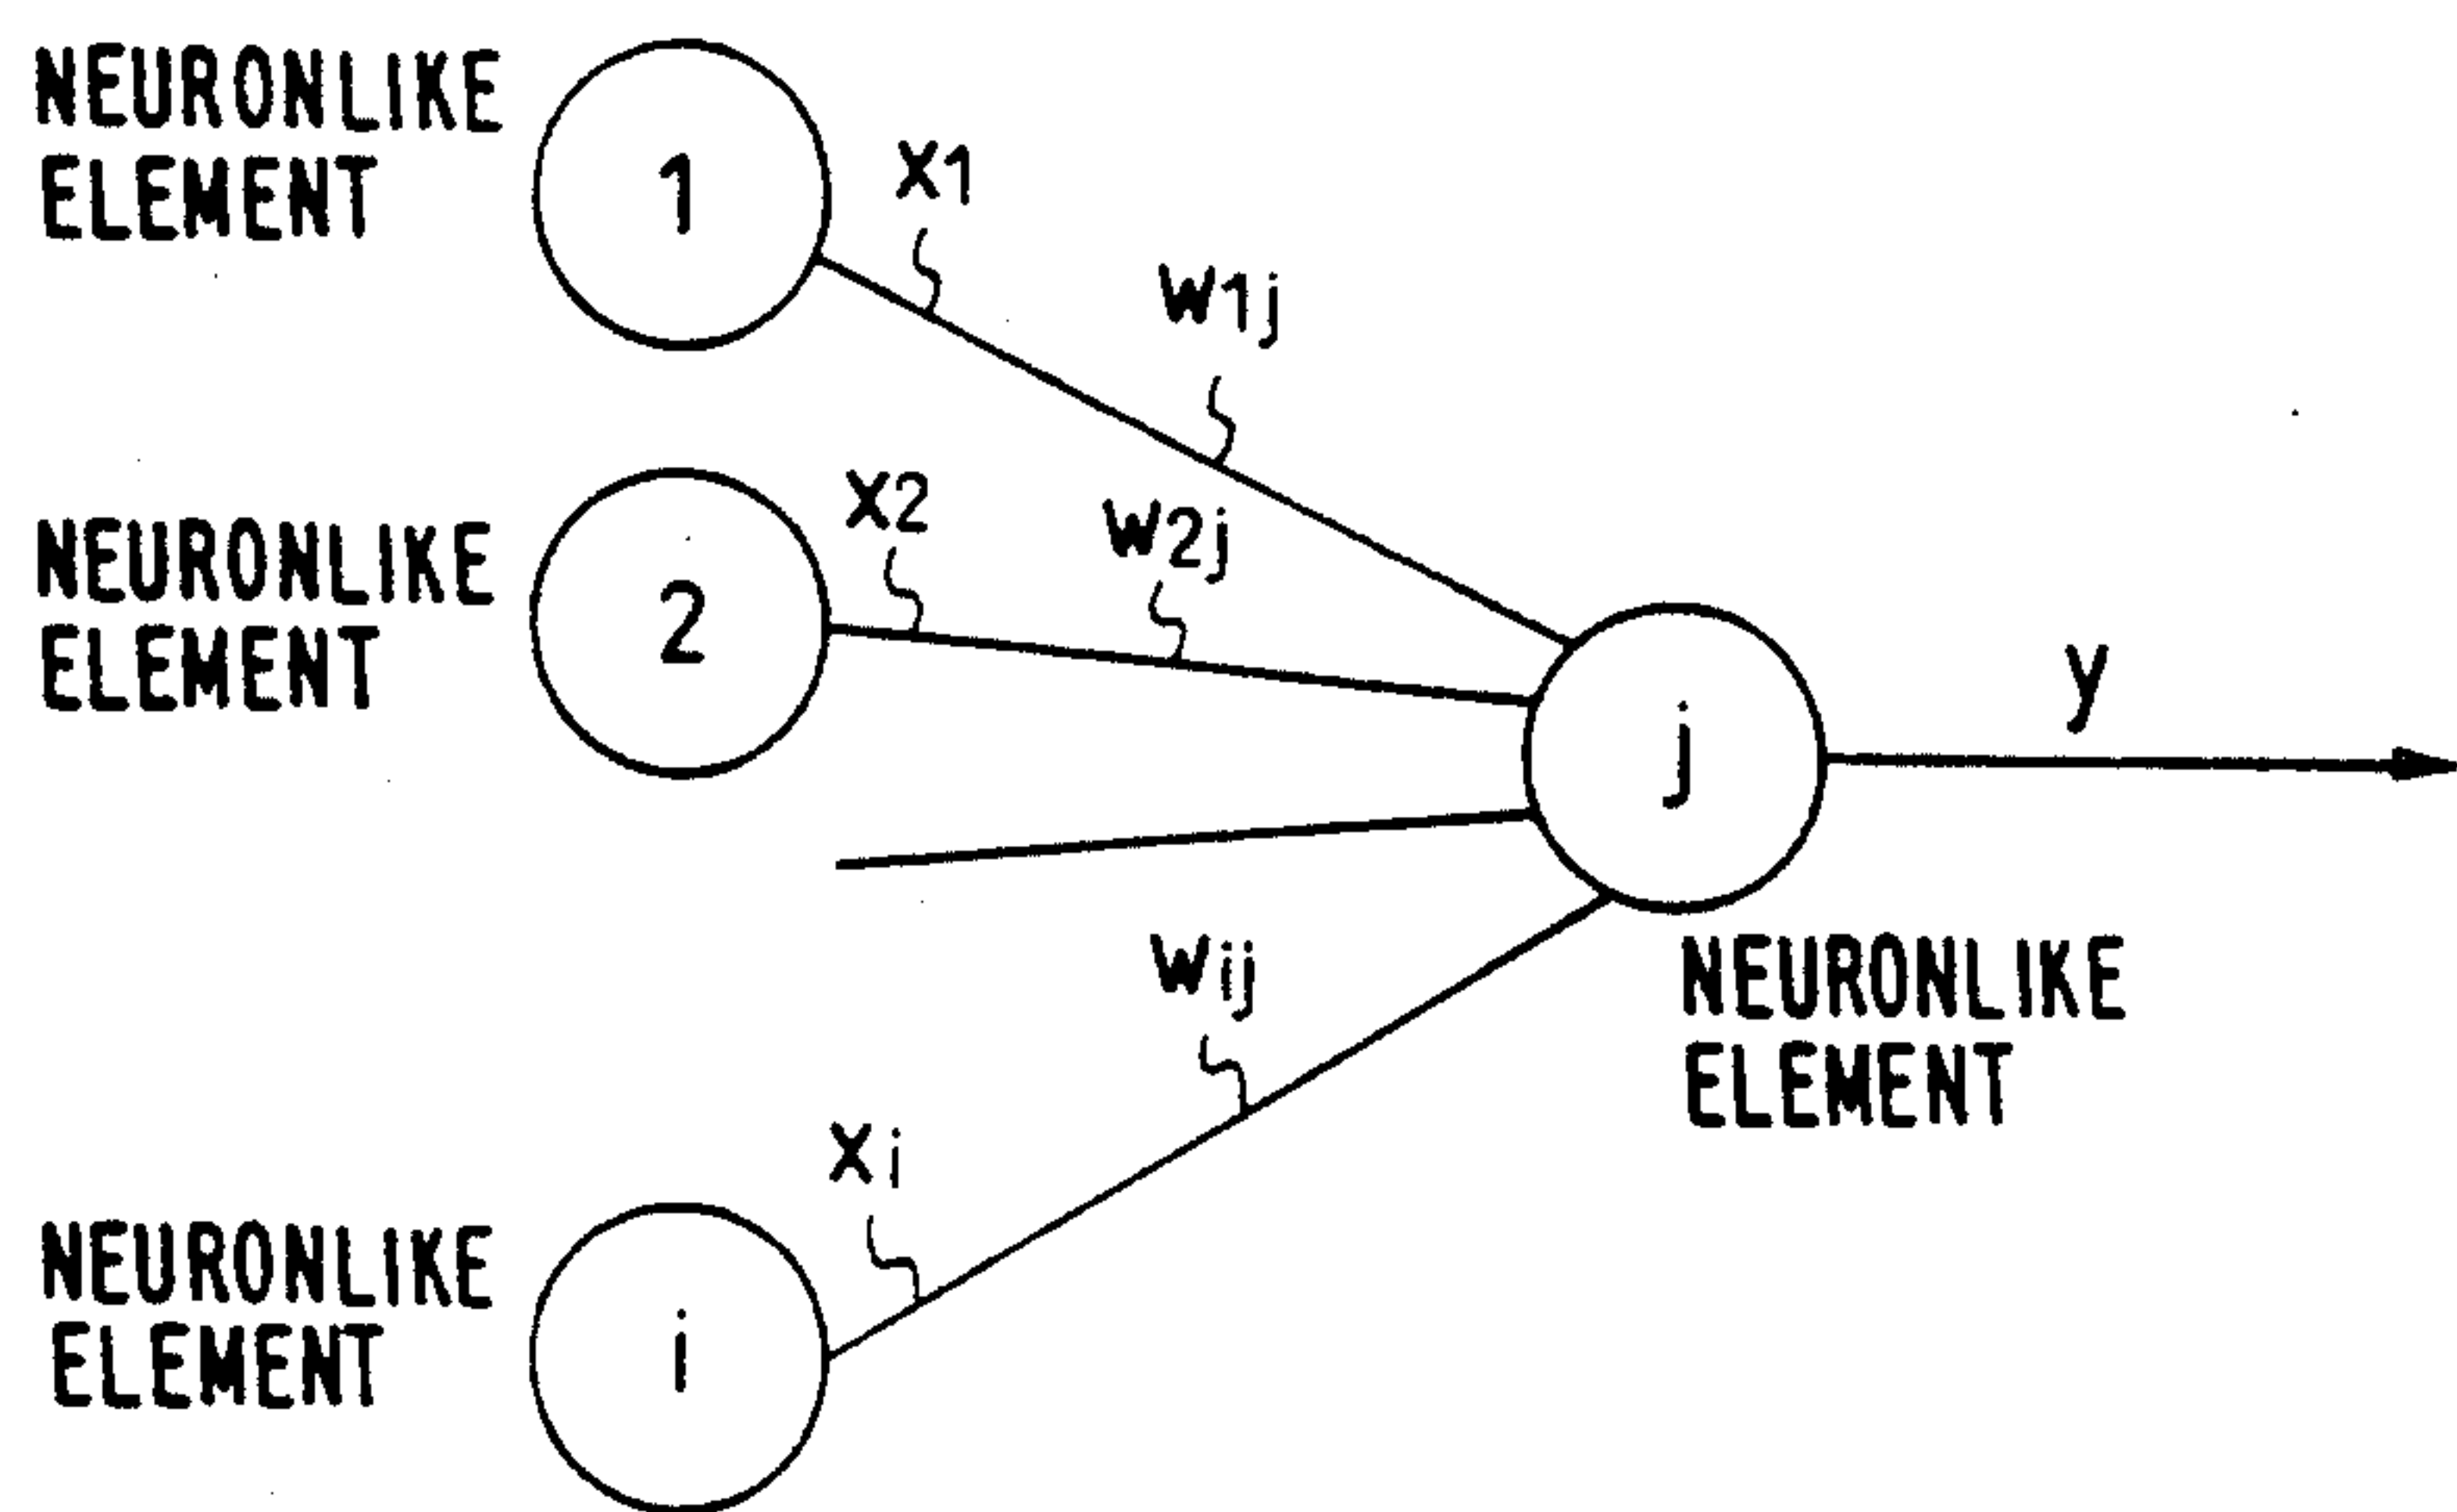 NEURONLIKE
ELEMENT
1
x1
w1j
NEURONLIKE
ELEMENT
2
x2
w2j
j
y
NEURONLIKE
ELEMENT
wij
xi
NEURONLIKE
ELEMENT
i